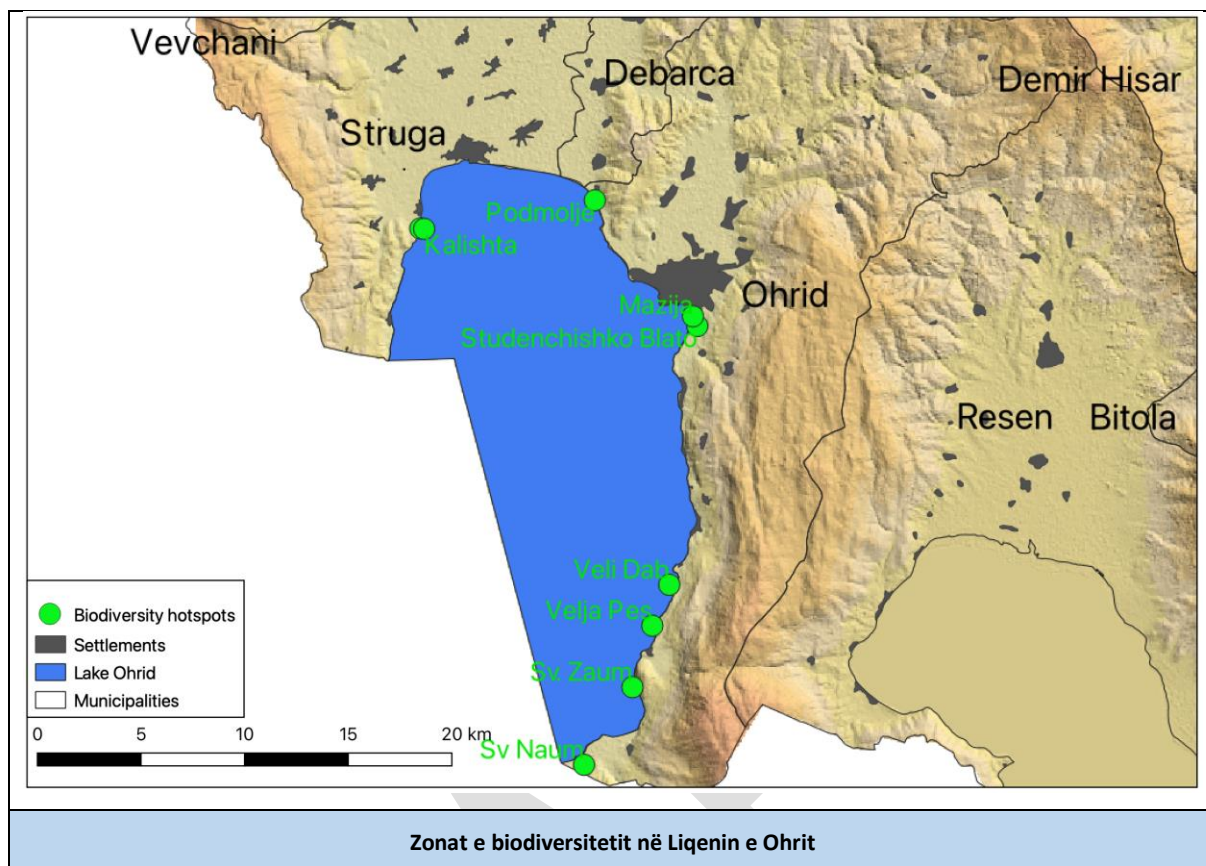 Vevchani
Debarca
Demir Hisar
Struga
Podmolje
Kalishta
Ohrid
Mazija
Studenchishko Blato
Resen
Bitola
Veli Dab
Velja Pes
Sv. Zaum
Sv Naum
Biodiversity hotspots
Settlements
Lake Ohrid
Municipalities
0 5 10 15 20 km
Zonat e biodiversitetit në Liqenin e Ohrit